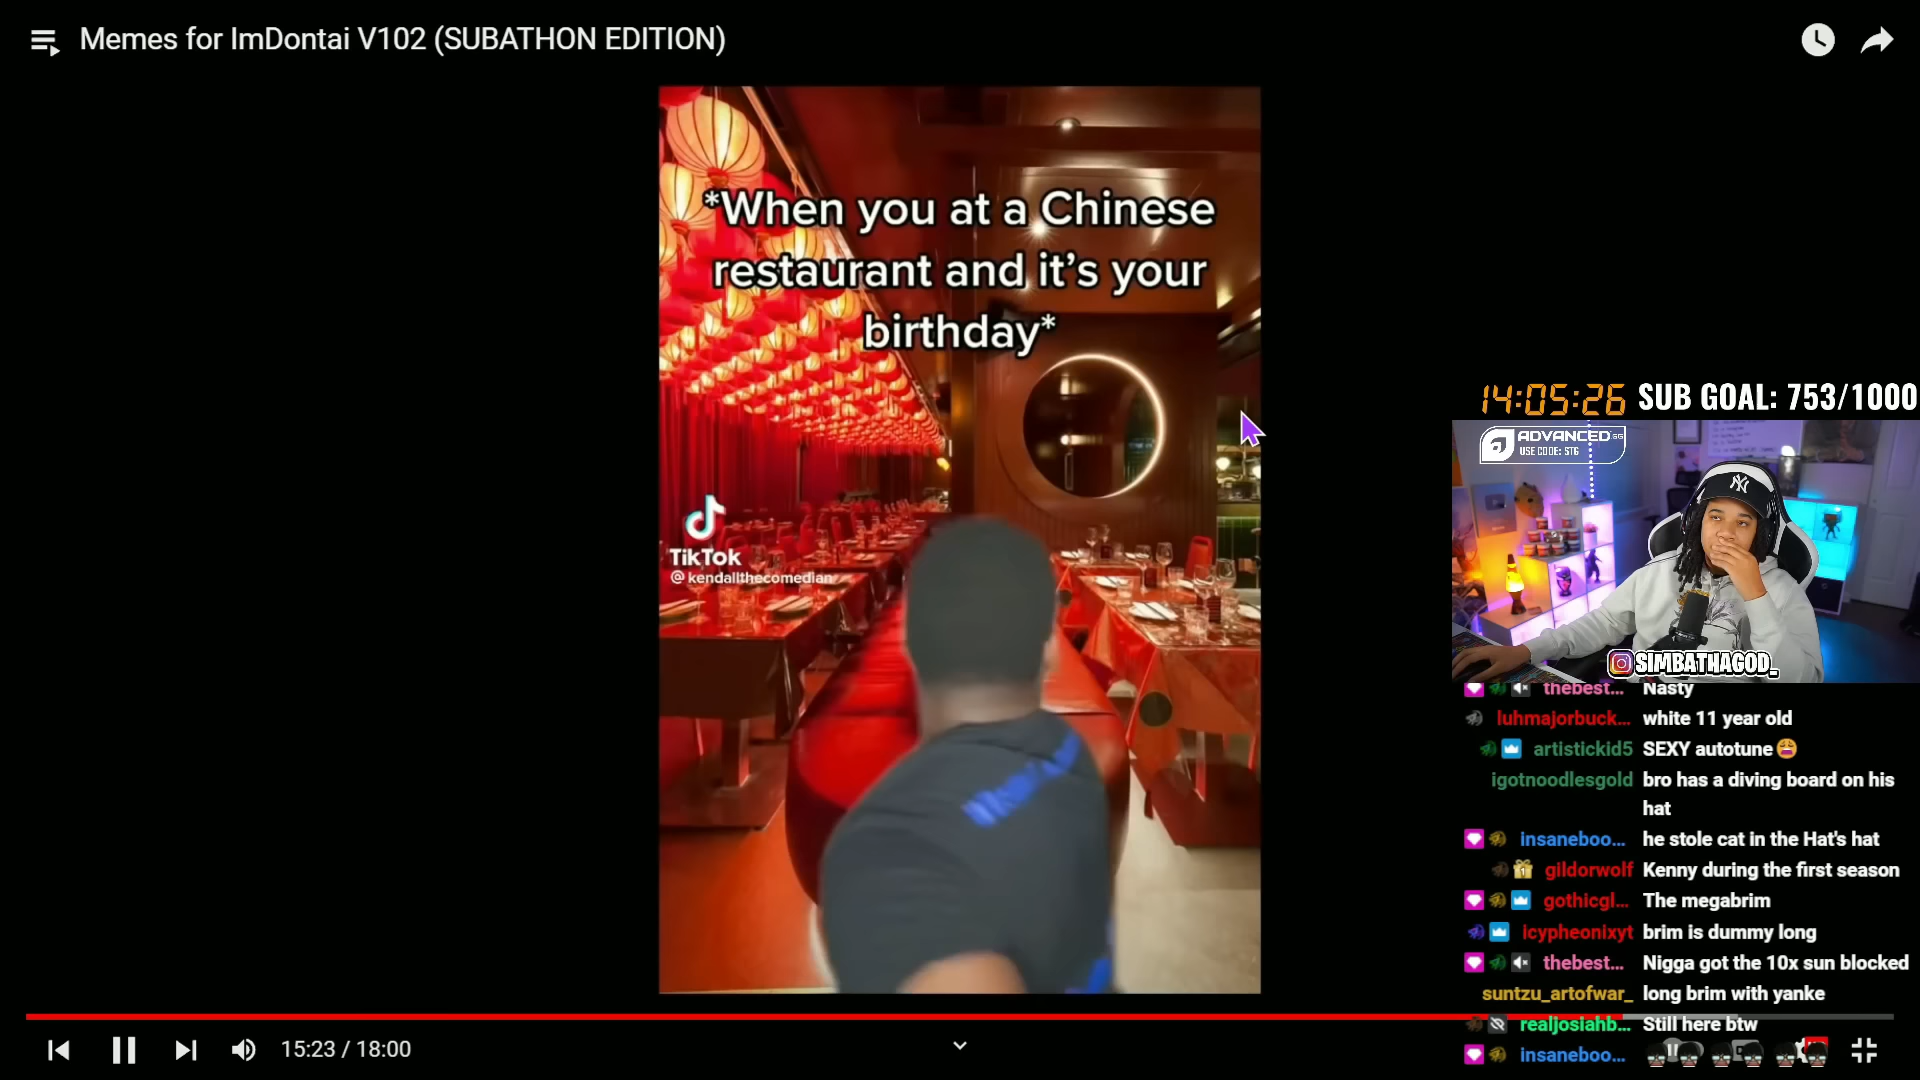 Memes for ImDontai V102 (SUBATHON EDITION)
*When you at a Chinese
restaurant and it's your
birthday*
TikTok
@kendallthecomedian
14:05:26 SUB GOAL: 753/1000
ADVANCED.GG
USE CODE: STG
SIMBATHAGOD_
thebest... Nasty
luhmajorbuck... white 11 year old
artistickid5 SEXY autotune😩
igotnoodlesgold bro has a diving board on his
hat
insaneboo... he stole cat in the Hat's hat
gildorwolf Kenny during the first season
gothicgl... The megabrim
icypheonixyt brim is dummy long
thebest... Nigga got the 10x sun blocked
suntzu_artofwar_ long brim with yanke
realjosiahb... Still here btw
insaneboo...
15:23 / 18:00